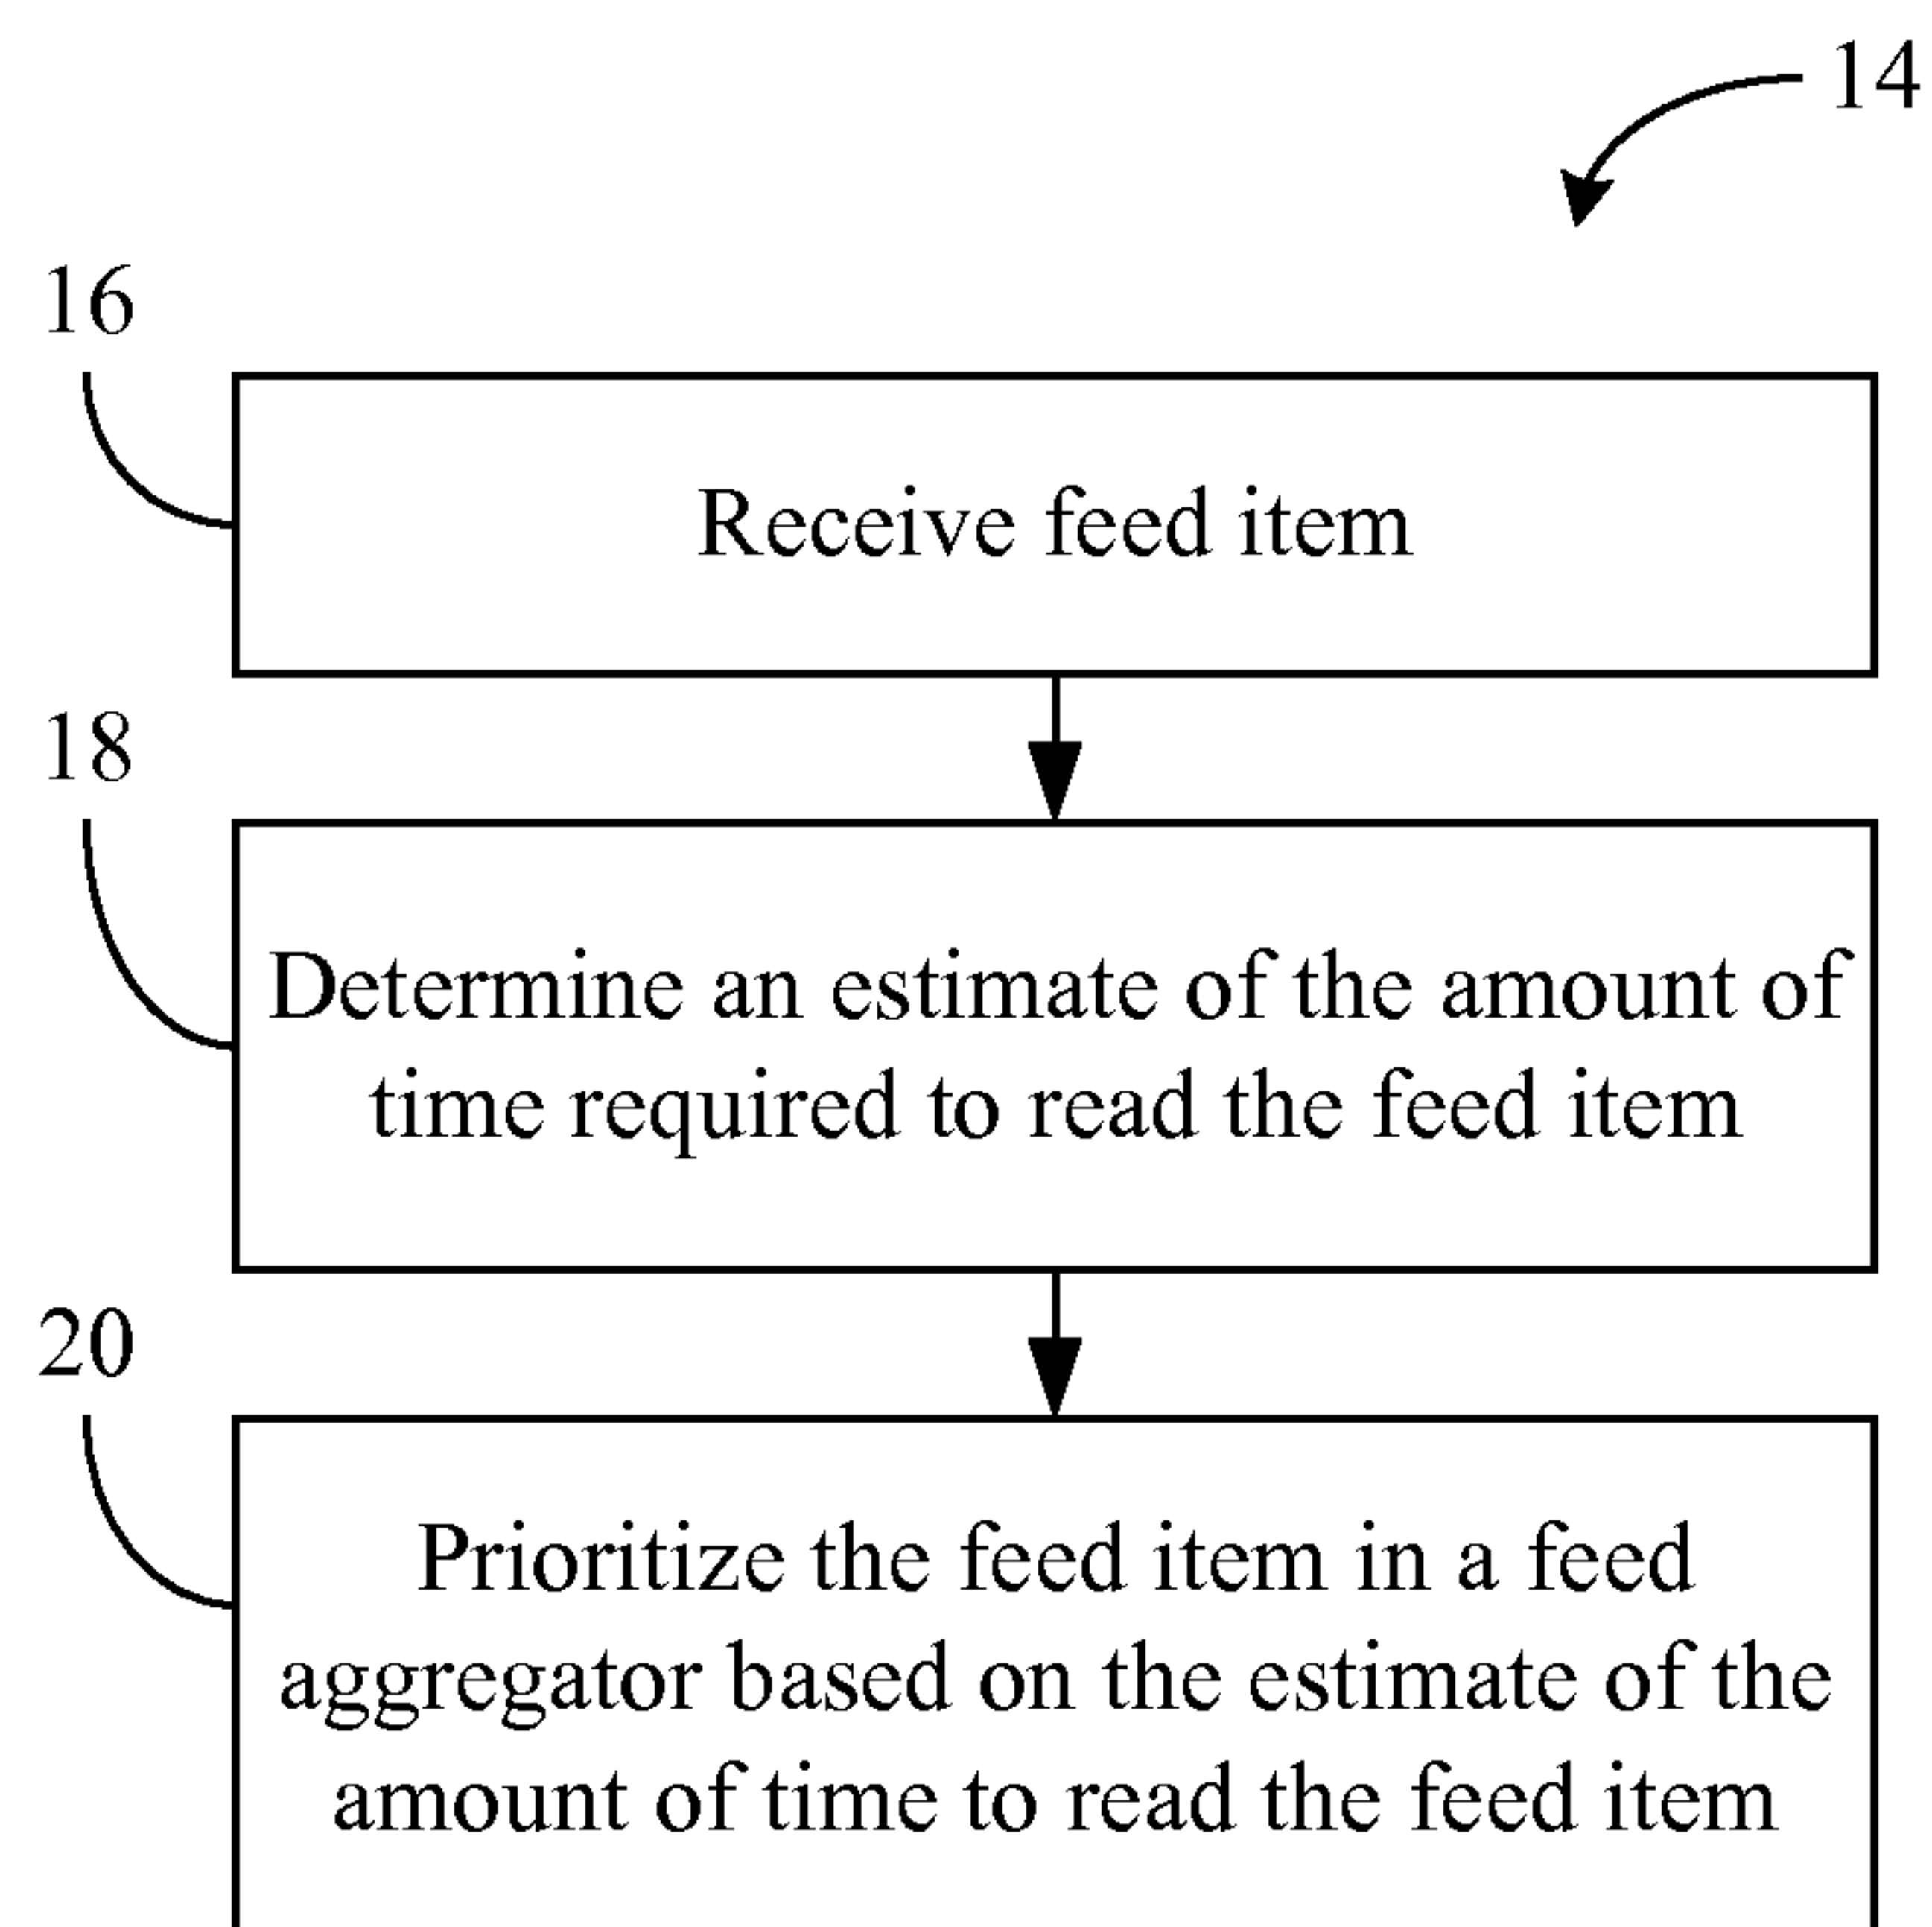 14
16
Receive feed item
18
Determine an estimate of the amount of
time required to read the feed item
20
Prioritize the feed item in a feed
aggregator based on the estimate of the
amount of time to read the feed item